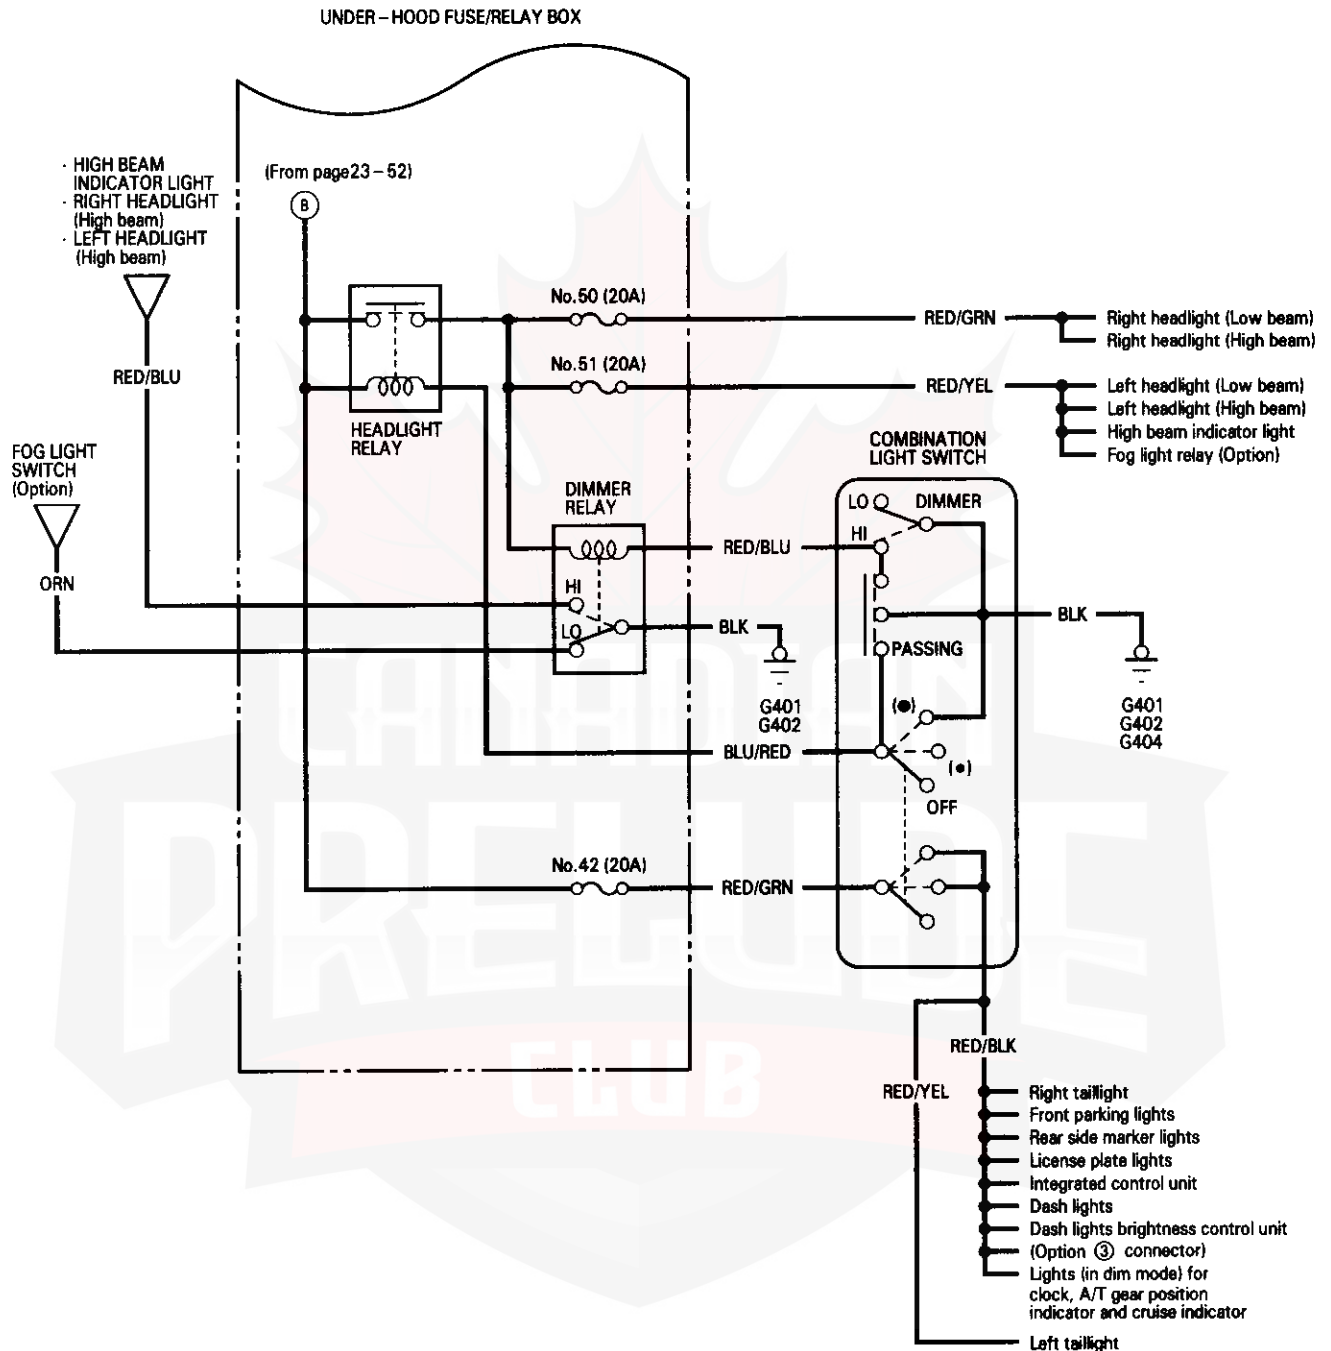 UNDER-HOOD FUSE/RELAY BOX
· HIGH BEAM
INDICATOR LIGHT
· RIGHT HEADLIGHT
(High beam)
· LEFT HEADLIGHT
(High beam)
(From page23-52)
B
No.50 (20A)
RED/GRN
Right headlight (Low beam)
Right headlight (High beam)
RED/BLU
No.51 (20A)
RED/YEL
Left headlight (Low beam)
Left headlight (High beam)
High beam indicator light
Fog light relay (Option)
HEADLIGHT
RELAY
FOG LIGHT
SWITCH
(Option)
COMBINATION
LIGHT SWITCH
DIMMER
RELAY
LO
DIMMER
HI
RED/BLU
ORN
HI
LO
BLK
BLK
PASSING
G401
G402
G401
G402
G404
(●)
BLU/RED
(•)
OFF
No.42 (20A)
RED/GRN
CANADIAN
PRELUDE
CLUB
RED/BLK
RED/YEL
Right taillight
Front parking lights
Rear side marker lights
License plate lights
Integrated control unit
Dash lights
Dash lights brightness control unit
(Option ③ connector)
Lights (in dim mode) for
clock, A/T gear position
indicator and cruise indicator
Left taillight